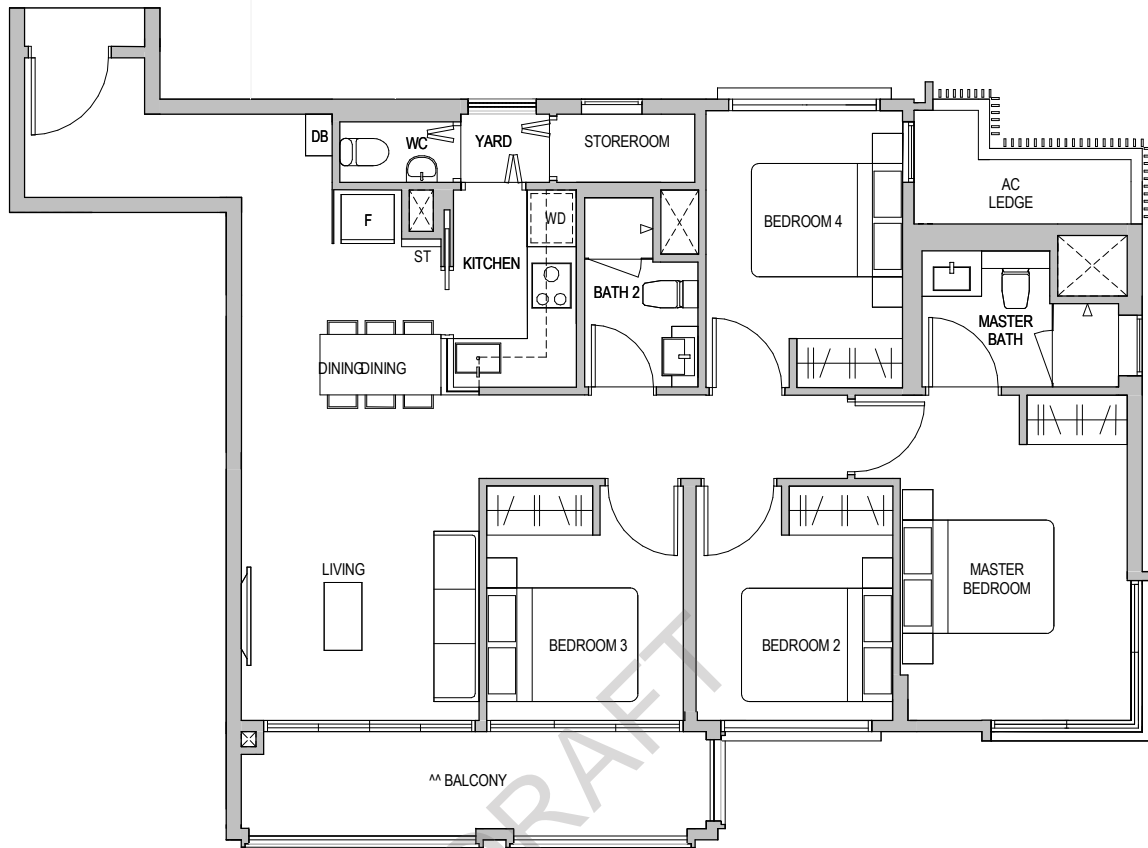 DB
WC
YARD
STOREROOM
F
ST
KITCHEN
WD
BATH 2
BEDROOM 4
AC
LEDGE
MASTER
BATH
DINING
DINING
LIVING
BEDROOM 3
BEDROOM 2
MASTER
BEDROOM
^^ BALCONY
DRAFT